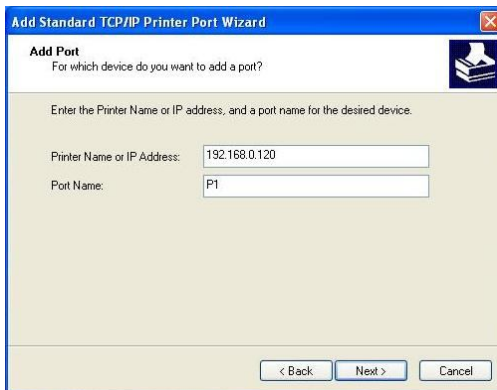 Add Standard TCP/IP Printer Port Wizard
Add Port
For which device do you want to add a port?
Enter the Printer Name or IP address, and a port name for the desired device.
Printer Name or IP Address: 192.168.0.120
Port Name: P1
< Back Next > Cancel